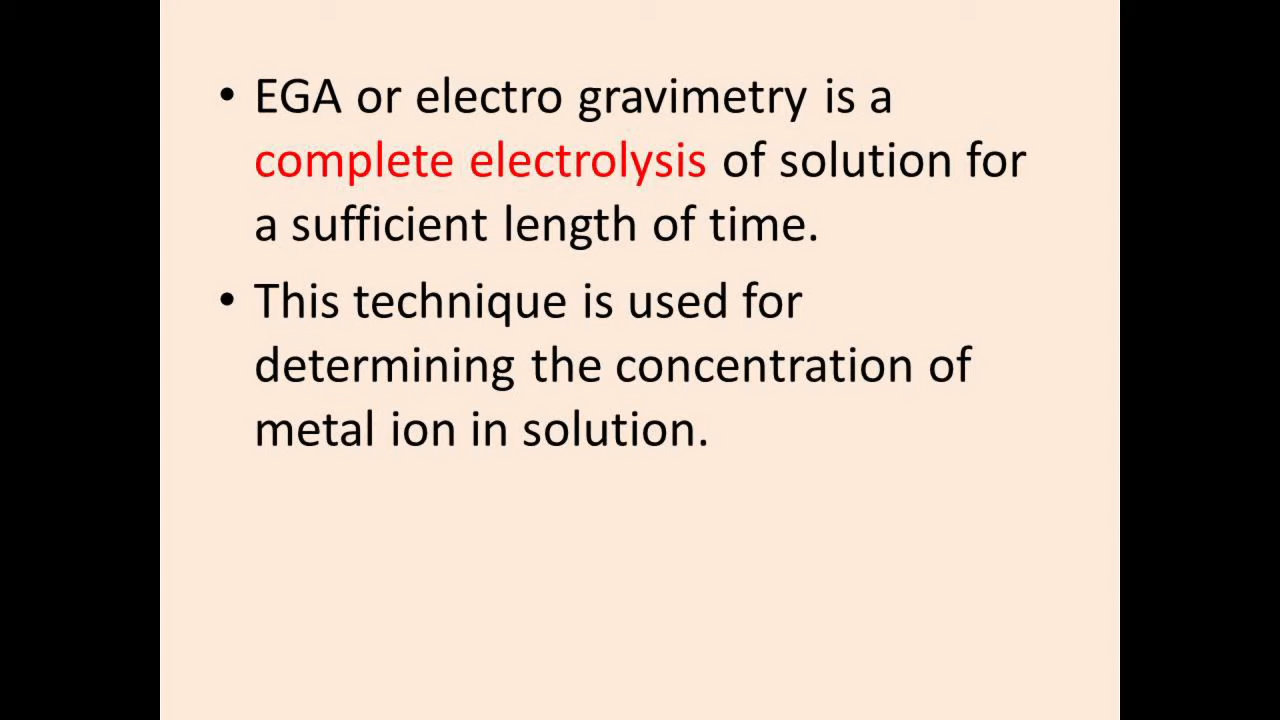 • EGA or electro gravimetry is a
complete electrolysis of solution for
a sufficient length of time.
• This technique is used for
determining the concentration of
metal ion in solution.